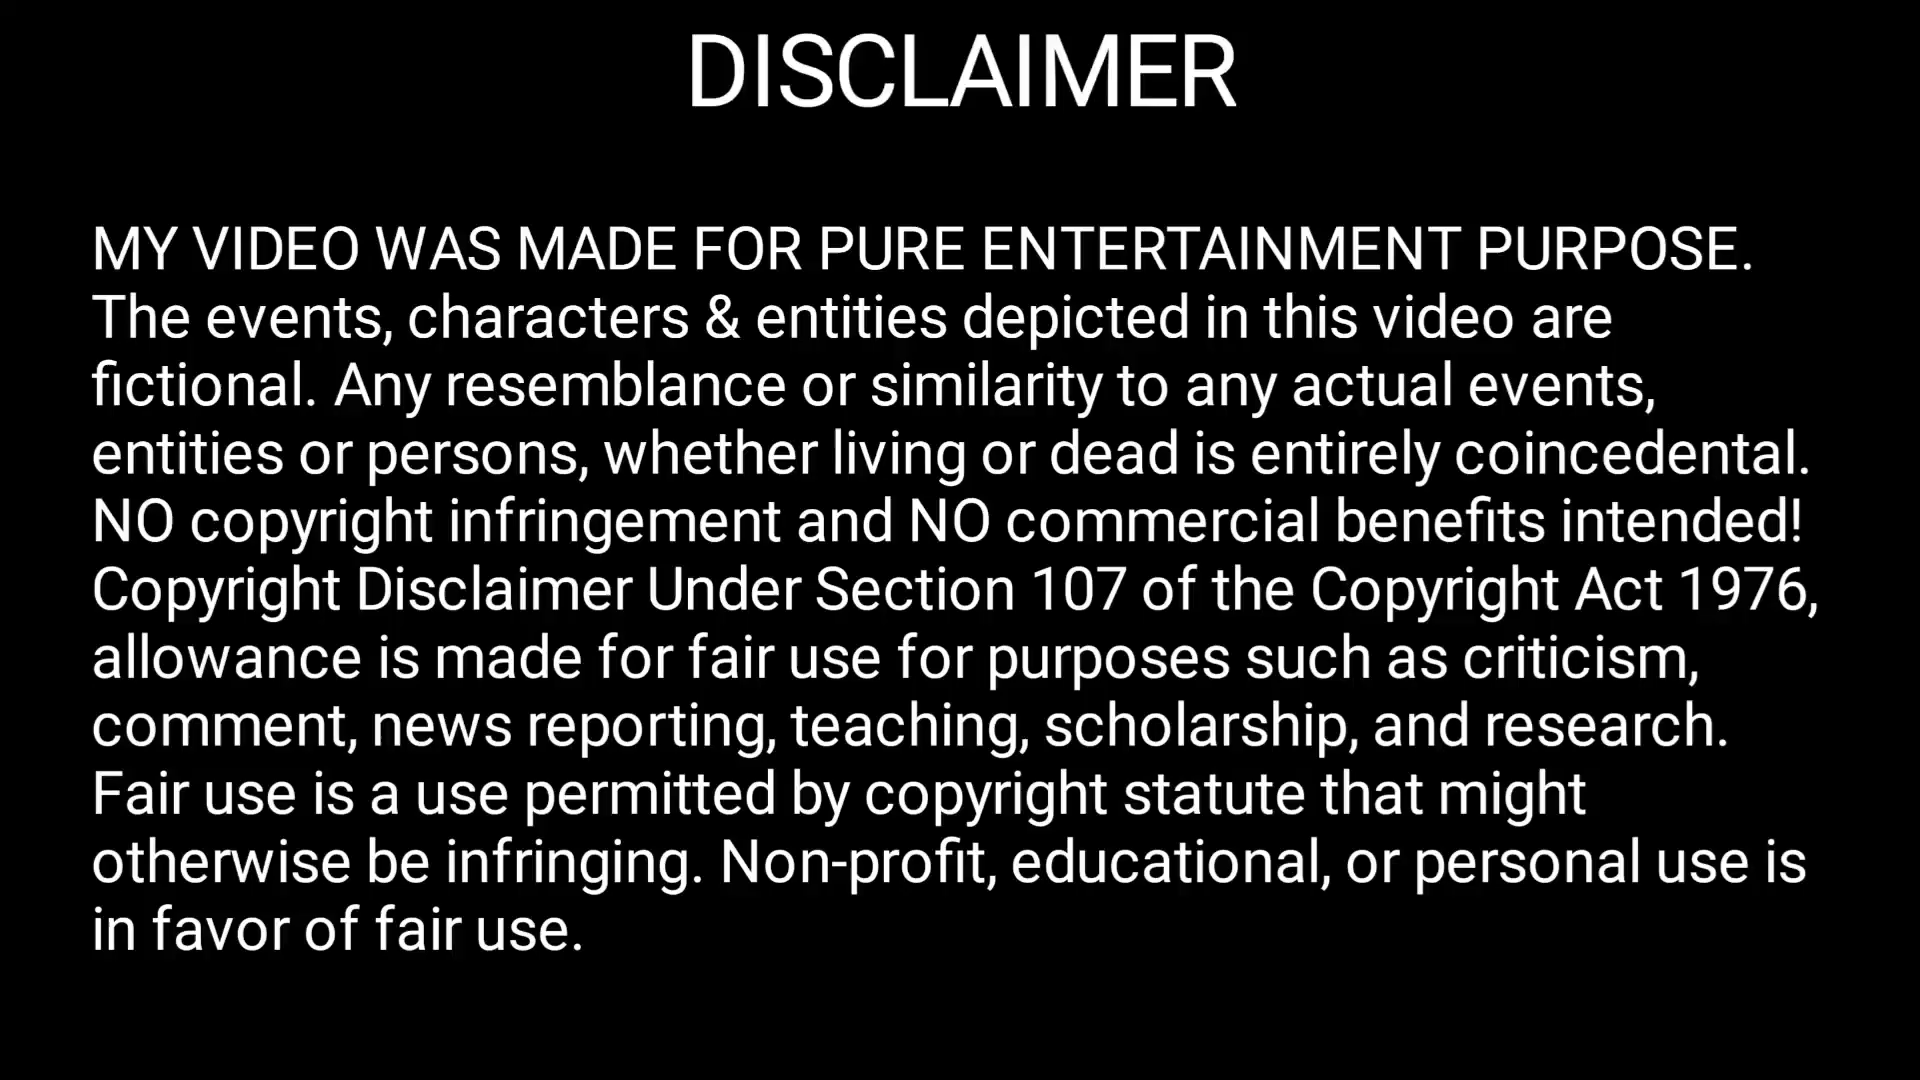 DISCLAIMER
MY VIDEO WAS MADE FOR PURE ENTERTAINMENT PURPOSE.
The events, characters & entities depicted in this video are
fictional. Any resemblance or similarity to any actual events,
entities or persons, whether living or dead is entirely coincedental.
NO copyright infringement and NO commercial benefits intended!
Copyright Disclaimer Under Section 107 of the Copyright Act 1976,
allowance is made for fair use for purposes such as criticism,
comment, news reporting, teaching, scholarship, and research.
Fair use is a use permitted by copyright statute that might
otherwise be infringing. Non-profit, educational, or personal use is
in favor of fair use.